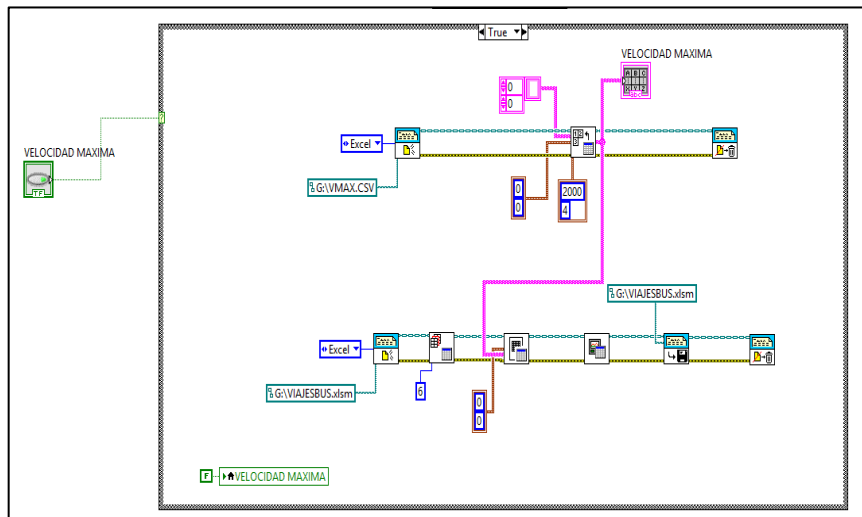 True
VELOCIDAD MAXIMA
0
0
Excel
VELOCIDAD MAXIMA
TF
G:\VMAX.CSV
0
0
2000
4
G:\VIAJESBUS.xlsm
Excel
G:\VIAJESBUS.xlsm
6
0
0
F
VELOCIDAD MAXIMA